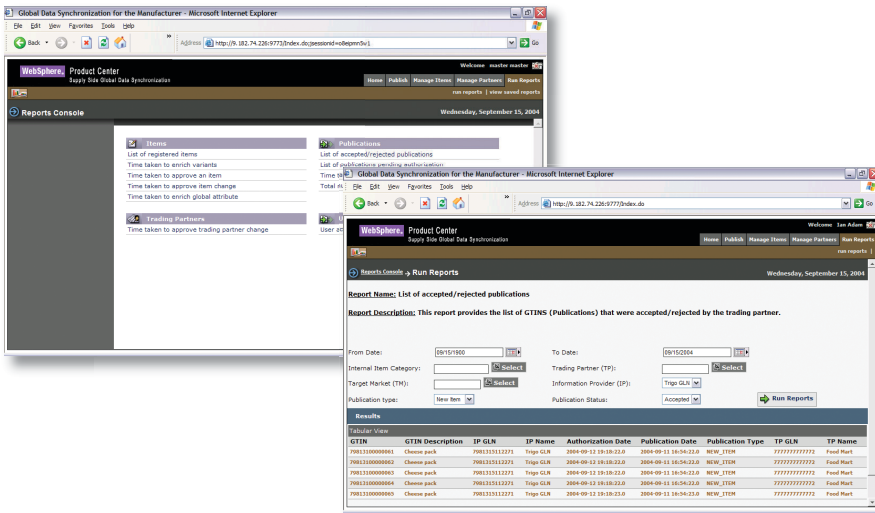 Global Data Synchronization for the Manufacturer - Microsoft Internet Explorer
File Edit View Favorites Tools Help
Back » Address http://9.182.74.226:9773/Index.do;jsessionid=o8eipmn5v1 Go
WebSphere. Product Center
Supply Side Global Data Synchronization
Welcome master master
Home Publish Manage Items Manage Partners Run Reports
run reports | view saved reports
Reports Console Wednesday, September 15, 2004
Items
List of registered items
Time taken to enrich variants
Time taken to approve an item
Time taken to approve item change
Time taken to enrich global attribute
Trading Partners
Time taken to approve trading partner change
Publications
List of accepted/rejected publications
List of publications pending authorization
Time
Total
User
Global Data Synchronization for the Manufacturer - Microsoft Internet Explorer
File Edit View Favorites Tools Help
Back » Address http://9.182.74.226:9777/Index.do Go
WebSphere. Product Center
Supply Side Global Data Synchronization
Welcome Ian Adam
Home Publish Manage Items Manage Partners Run Reports
run reports |
Reports Console → Run Reports Wednesday, September 15, 2004
Report Name: List of accepted/rejected publications
Report Description: This report provides the list of GTINS (Publications) that were accepted/rejected by the trading partner.
From Date: 09/15/1900 To Date: 09/15/2004
Internal Item Category: Select Trading Partner (TP): Select
Target Market (TM): Select Information Provider (IP): Trigo GLN
Publication type: New Item Publication Status: Accepted Run Reports
Results
Tabular View
GTIN GTIN Description IP GLN IP Name Authorization Date Publication Date Publication Type TP GLN TP Name
79813100000061 Cheese pack 7981315112271 Trigo GLN 2004-09-13 19:18:22.0 2004-09-11 16:54:23.0 NEW_ITEM 7777777777772 Food Mart
79813100000062 Cheese pack 7981315112271 Trigo GLN 2004-09-13 19:18:22.0 2004-09-11 16:54:23.0 NEW_ITEM 7777777777772 Food Mart
79813100000063 Cheese pack 7981315112271 Trigo GLN 2004-09-13 19:18:22.0 2004-09-11 16:54:23.0 NEW_ITEM 7777777777772 Food Mart
79813100000064 Cheese pack 7981315112271 Trigo GLN 2004-09-13 19:18:22.0 2004-09-11 16:54:23.0 NEW_ITEM 7777777777772 Food Mart
79813100000065 Cheese pack 7981315112271 Trigo GLN 2004-09-13 19:18:22.0 2004-09-11 16:54:23.0 NEW_ITEM 7777777777772 Food Mart